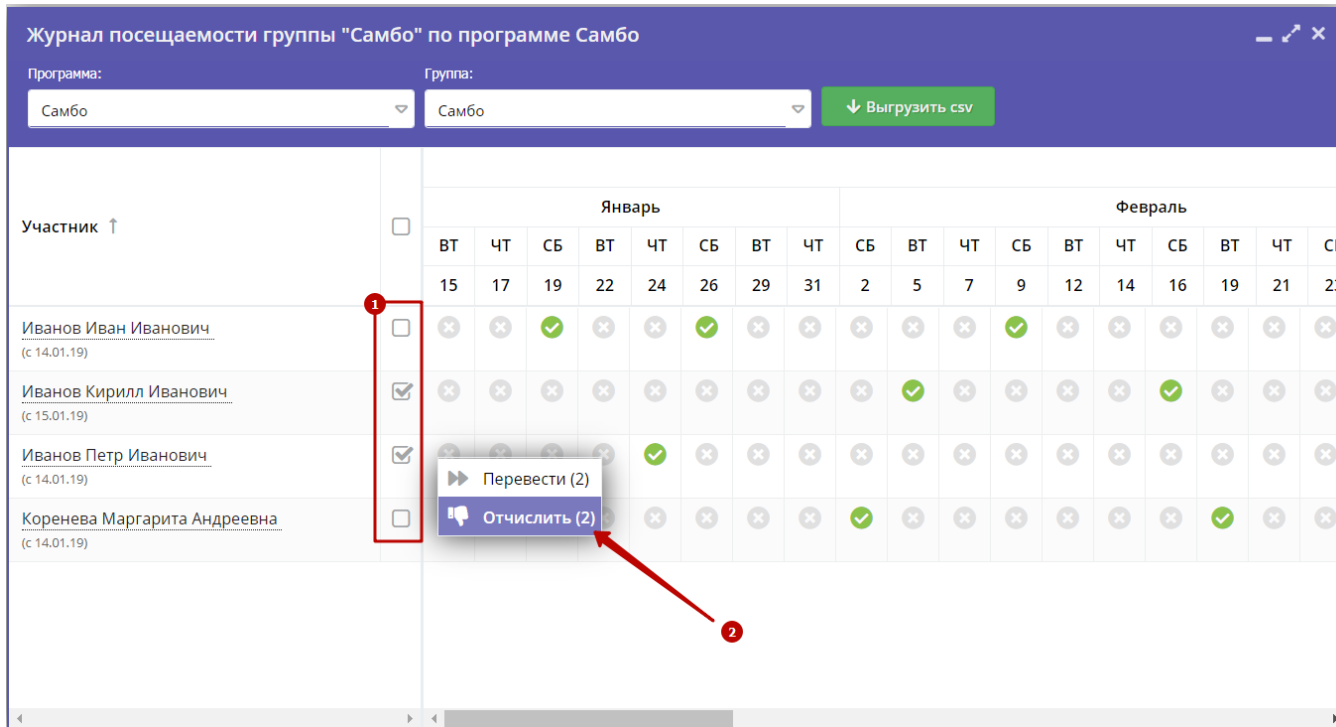 Журнал посещаемости группы "Самбо" по программе Самбо
Программа: Группа:
Самбо Самбо Выгрузить csv
Январь Февраль
Участник ↑
ВТ ЧТ СБ ВТ ЧТ СБ ВТ ЧТ СБ ВТ ЧТ СБ ВТ ЧТ СБ ВТ ЧТ
15 17 19 22 24 26 29 31 2 5 7 9 12 14 16 19 21
1
Иванов Иван Иванович
(с 14.01.19)
Иванов Кирилл Иванович
(с 15.01.19)
Иванов Петр Иванович
(с 14.01.19)
Перевести (2)
Отчислить (2)
Коренева Маргарита Андреевна
(с 14.01.19)
2